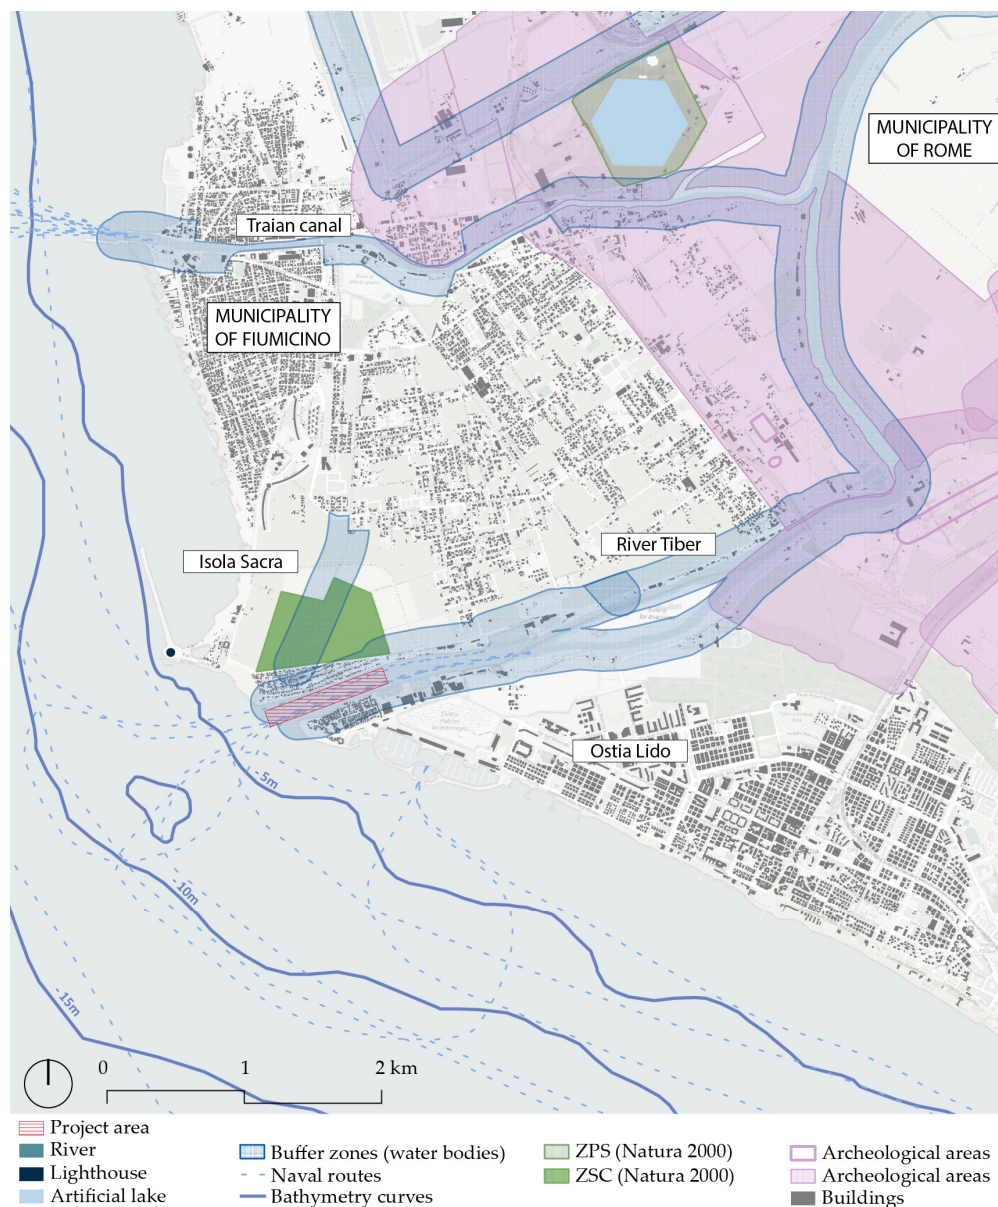 MUNICIPALITY
OF ROME
Traian canal
MUNICIPALITY
OF FIUMICINO
River Tiber
Isola Sacra
Ostia Lido
- 5m
- 10m
- 15m
0 1 2 km
Project area
River
Lighthouse
Artificial lake
Buffer zones (water bodies)
Naval routes
Bathymetry curves
ZPS (Natura 2000)
ZSC (Natura 2000)
Archeological areas
Archeological areas
Buildings